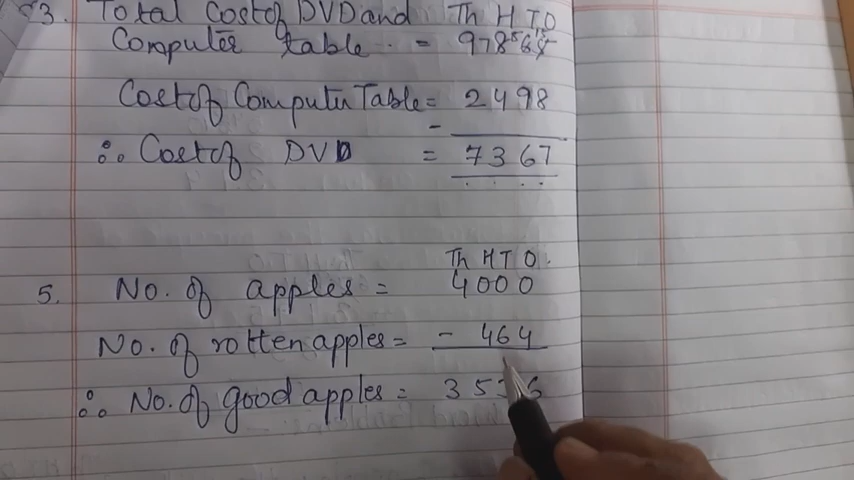 3. Total Cost of DVD and Th H T O
Computer table =
Cost of Computer Table = 2498
-
∴ Cost of DVD = 7367
Th H T O.
5. No. of apples = 4000
No. of rotten apples = - 464
∴ No. of good apples = 3536